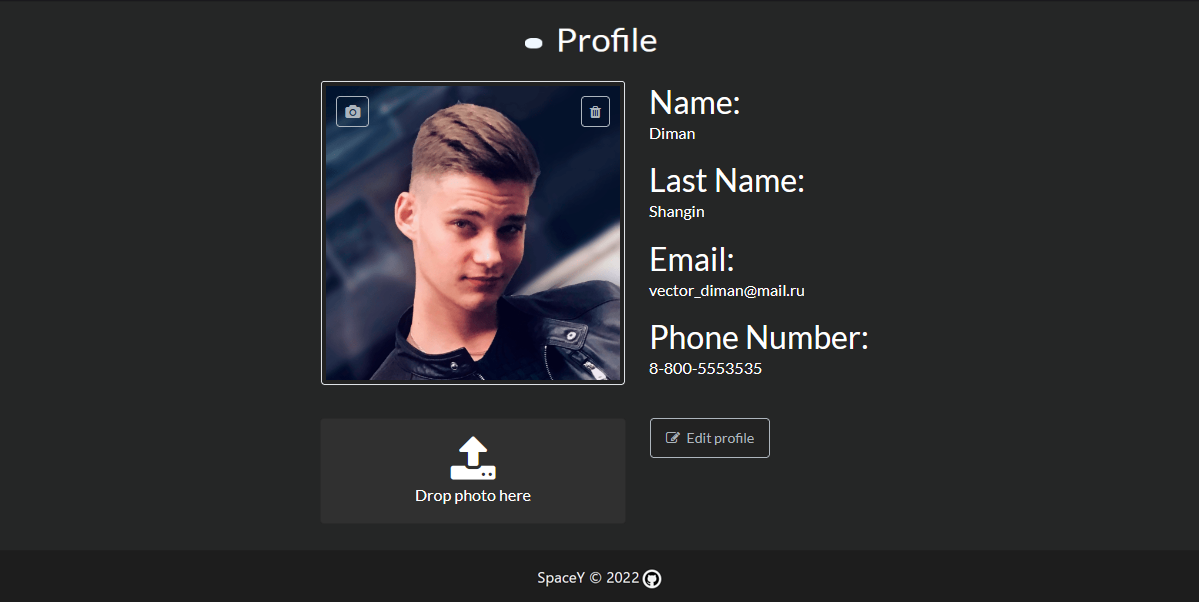 Profile
Name:
Diman
Last Name:
Shangin
Email:
vector_diman@mail.ru
Phone Number:
8-800-5553535
Edit profile
Drop photo here
SpaceY © 2022